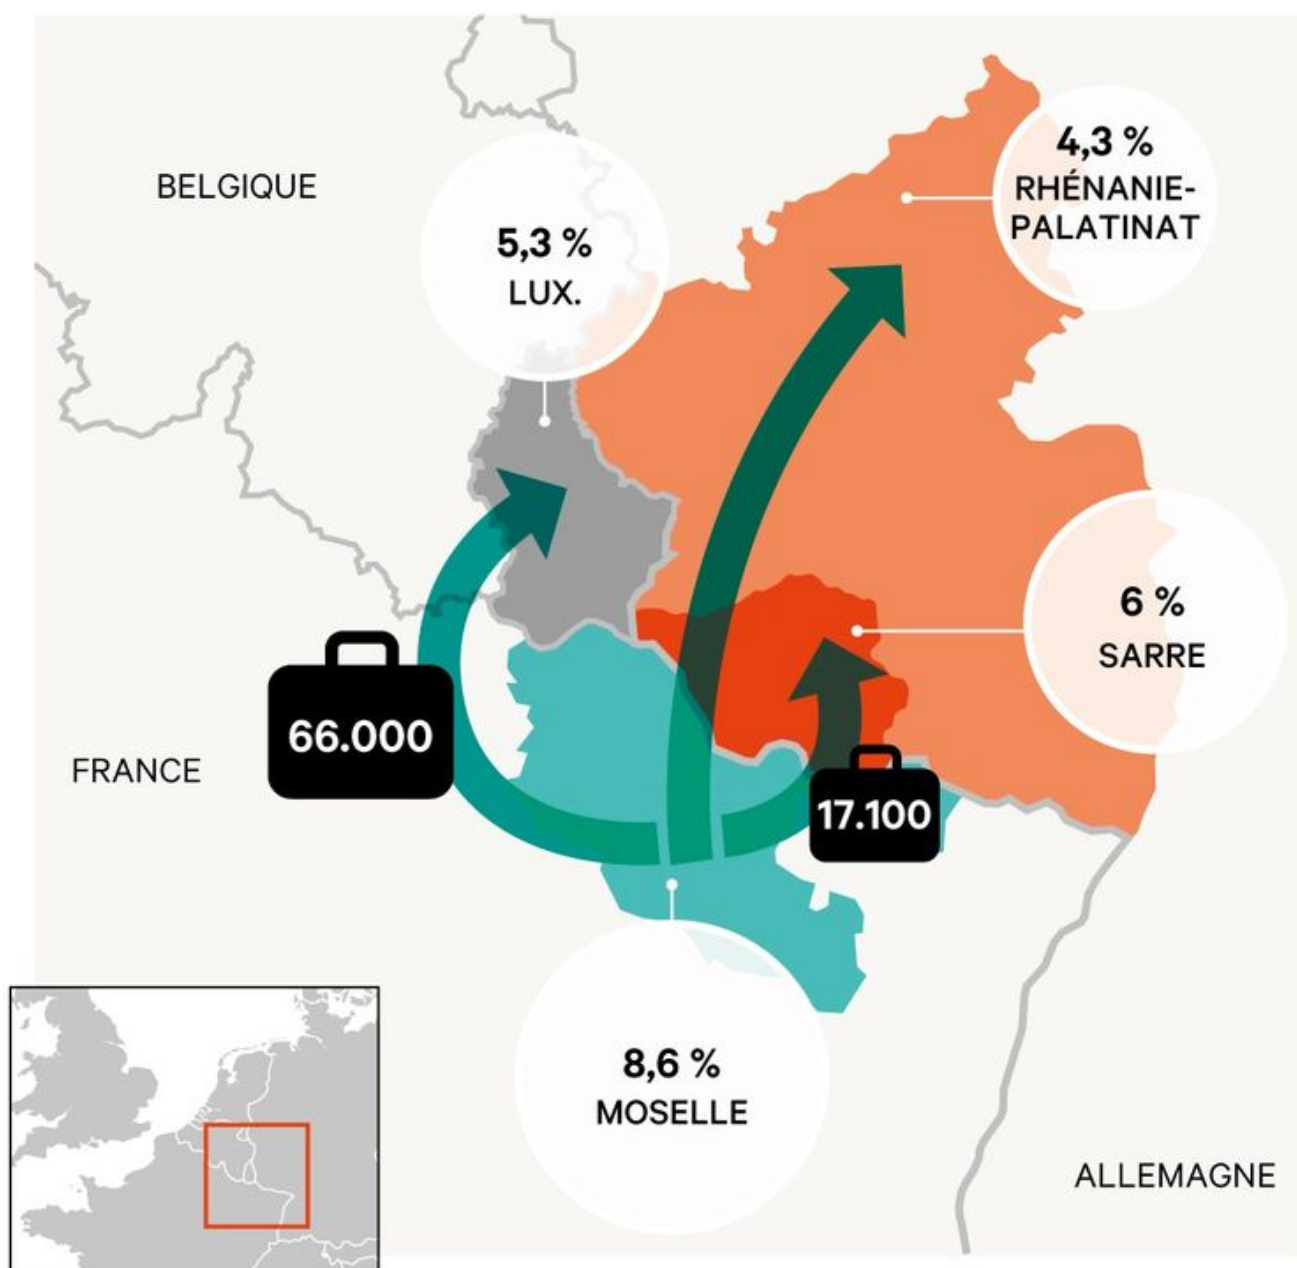 4,3 %
RHÉNANIE-
PALATINAT
BELGIQUE
5,3 %
LUX.
6 %
SARRE
66.000
FRANCE
17.100
8,6 %
MOSELLE
ALLEMAGNE